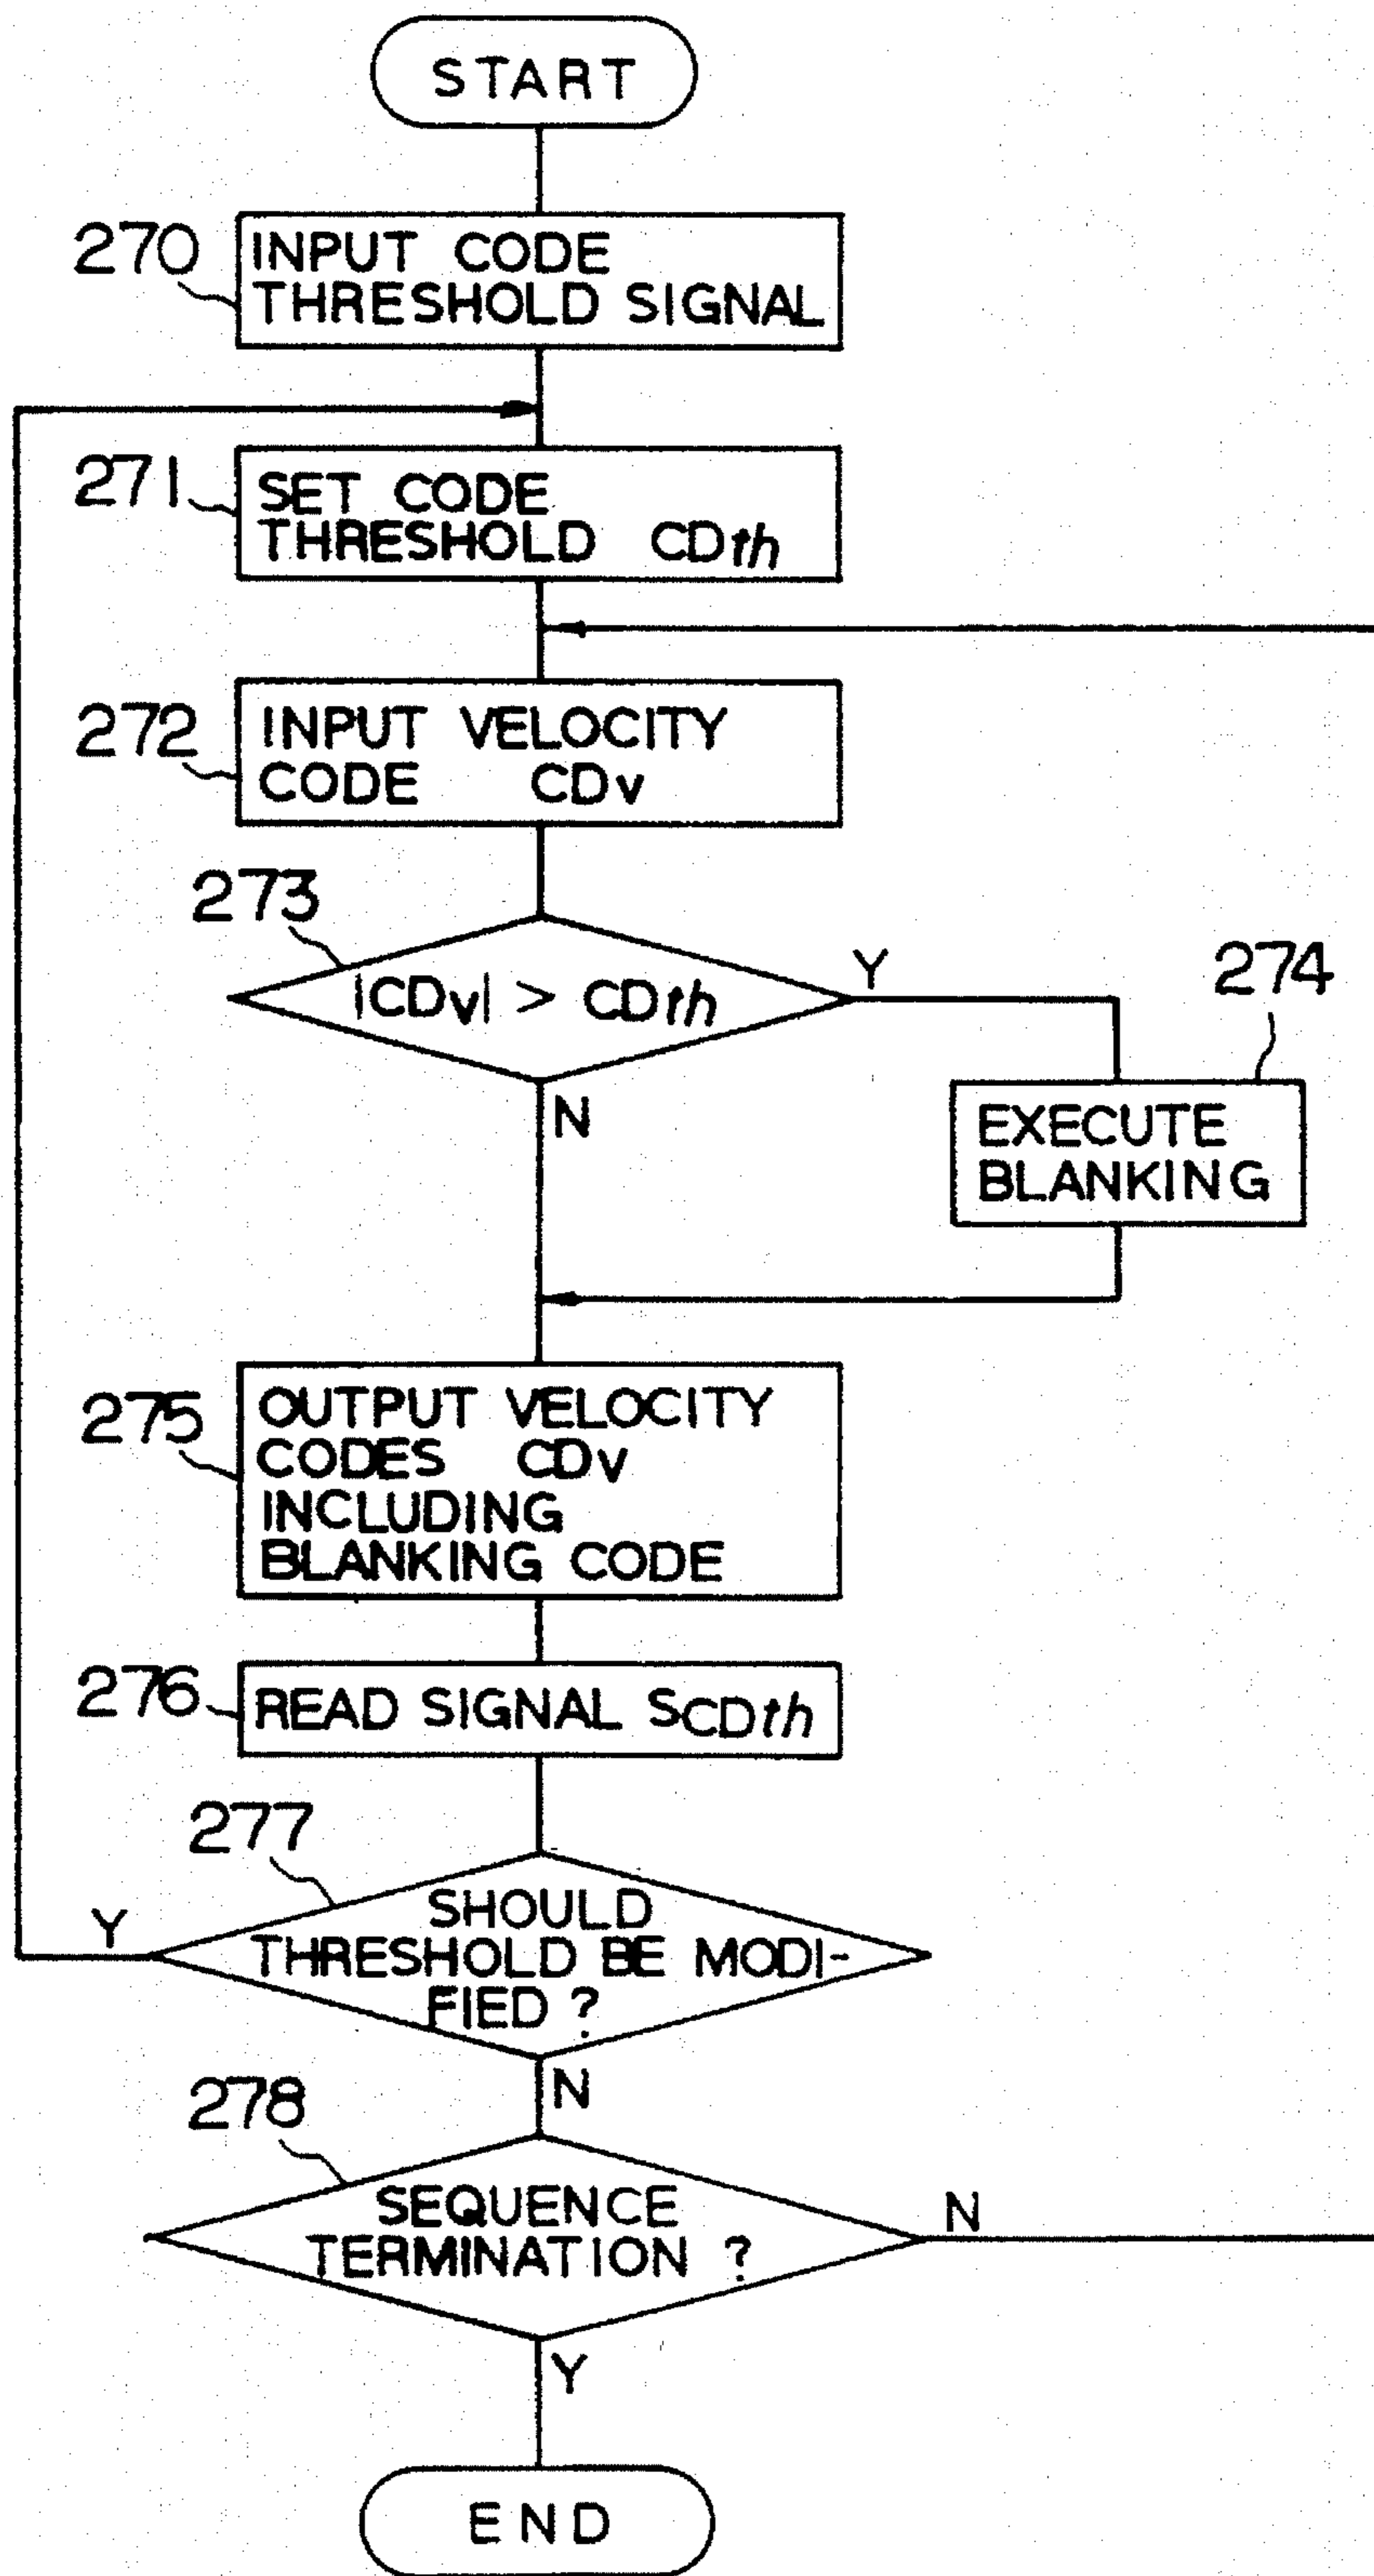 START
270
INPUT CODE
THRESHOLD SIGNAL
271
SET CODE
THRESHOLD CDth
272
INPUT VELOCITY
CODE CDv
273
|CDv| > CDth
Y
274
N
EXECUTE
BLANKING
275
OUTPUT VELOCITY
CODES CDv
INCLUDING
BLANKING CODE
276
READ SIGNAL SCDth
277
SHOULD
THRESHOLD BE MODI-
FIED ?
Y
N
278
SEQUENCE
TERMINATION ?
N
Y
END